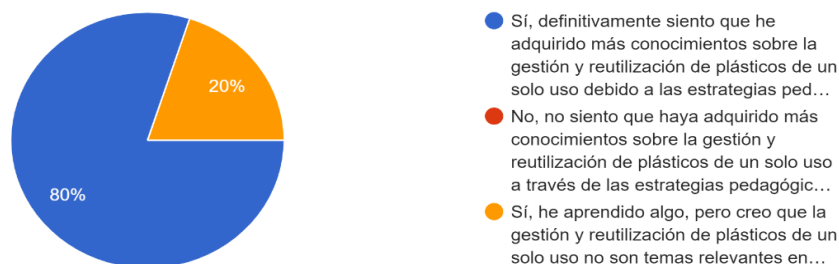 80%
20%
Sí, definitivamente siento que he
adquirido más conocimientos sobre la
gestión y reutilización de plásticos de un
solo uso debido a las estrategias ped…
No, no siento que haya adquirido más
conocimientos sobre la gestión y
reutilización de plásticos de un solo uso
a través de las estrategias pedagógic…
Sí, he aprendido algo, pero creo que la
gestión y reutilización de plásticos de un
solo uso no son temas relevantes en…